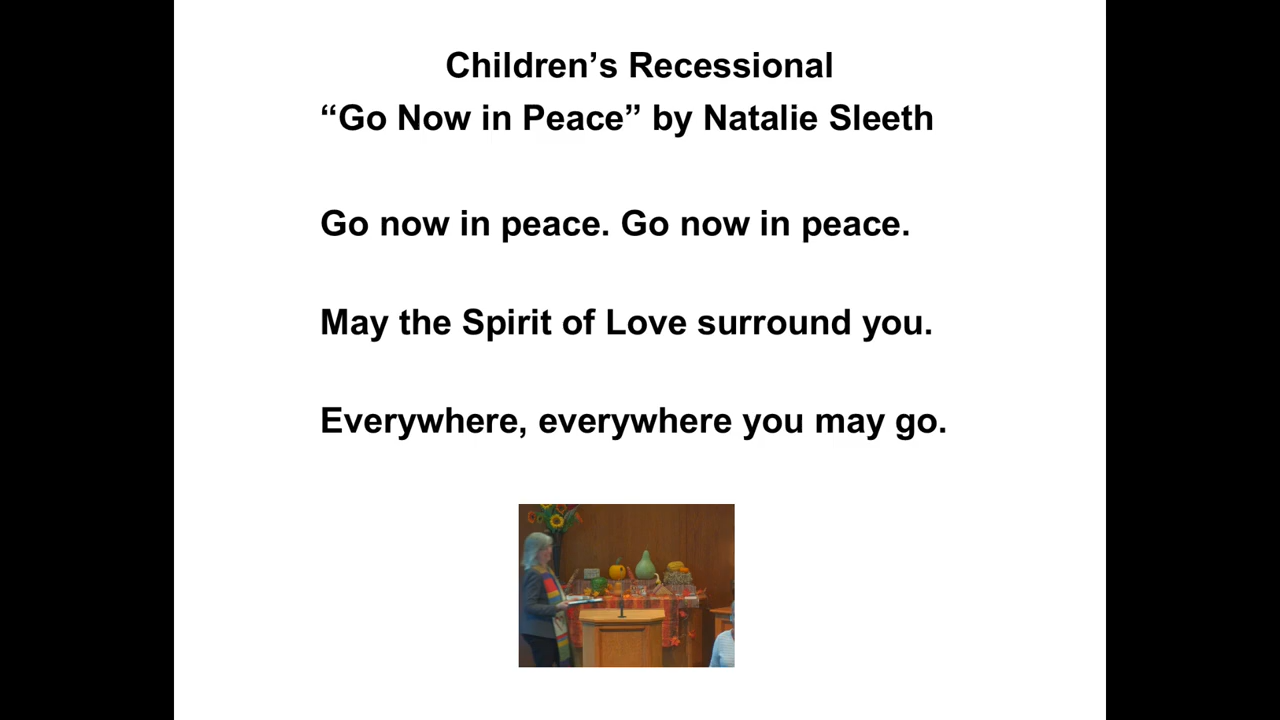 Children’s Recessional
“Go Now in Peace” by Natalie Sleeth
Go now in peace. Go now in peace.
May the Spirit of Love surround you.
Everywhere, everywhere you may go.